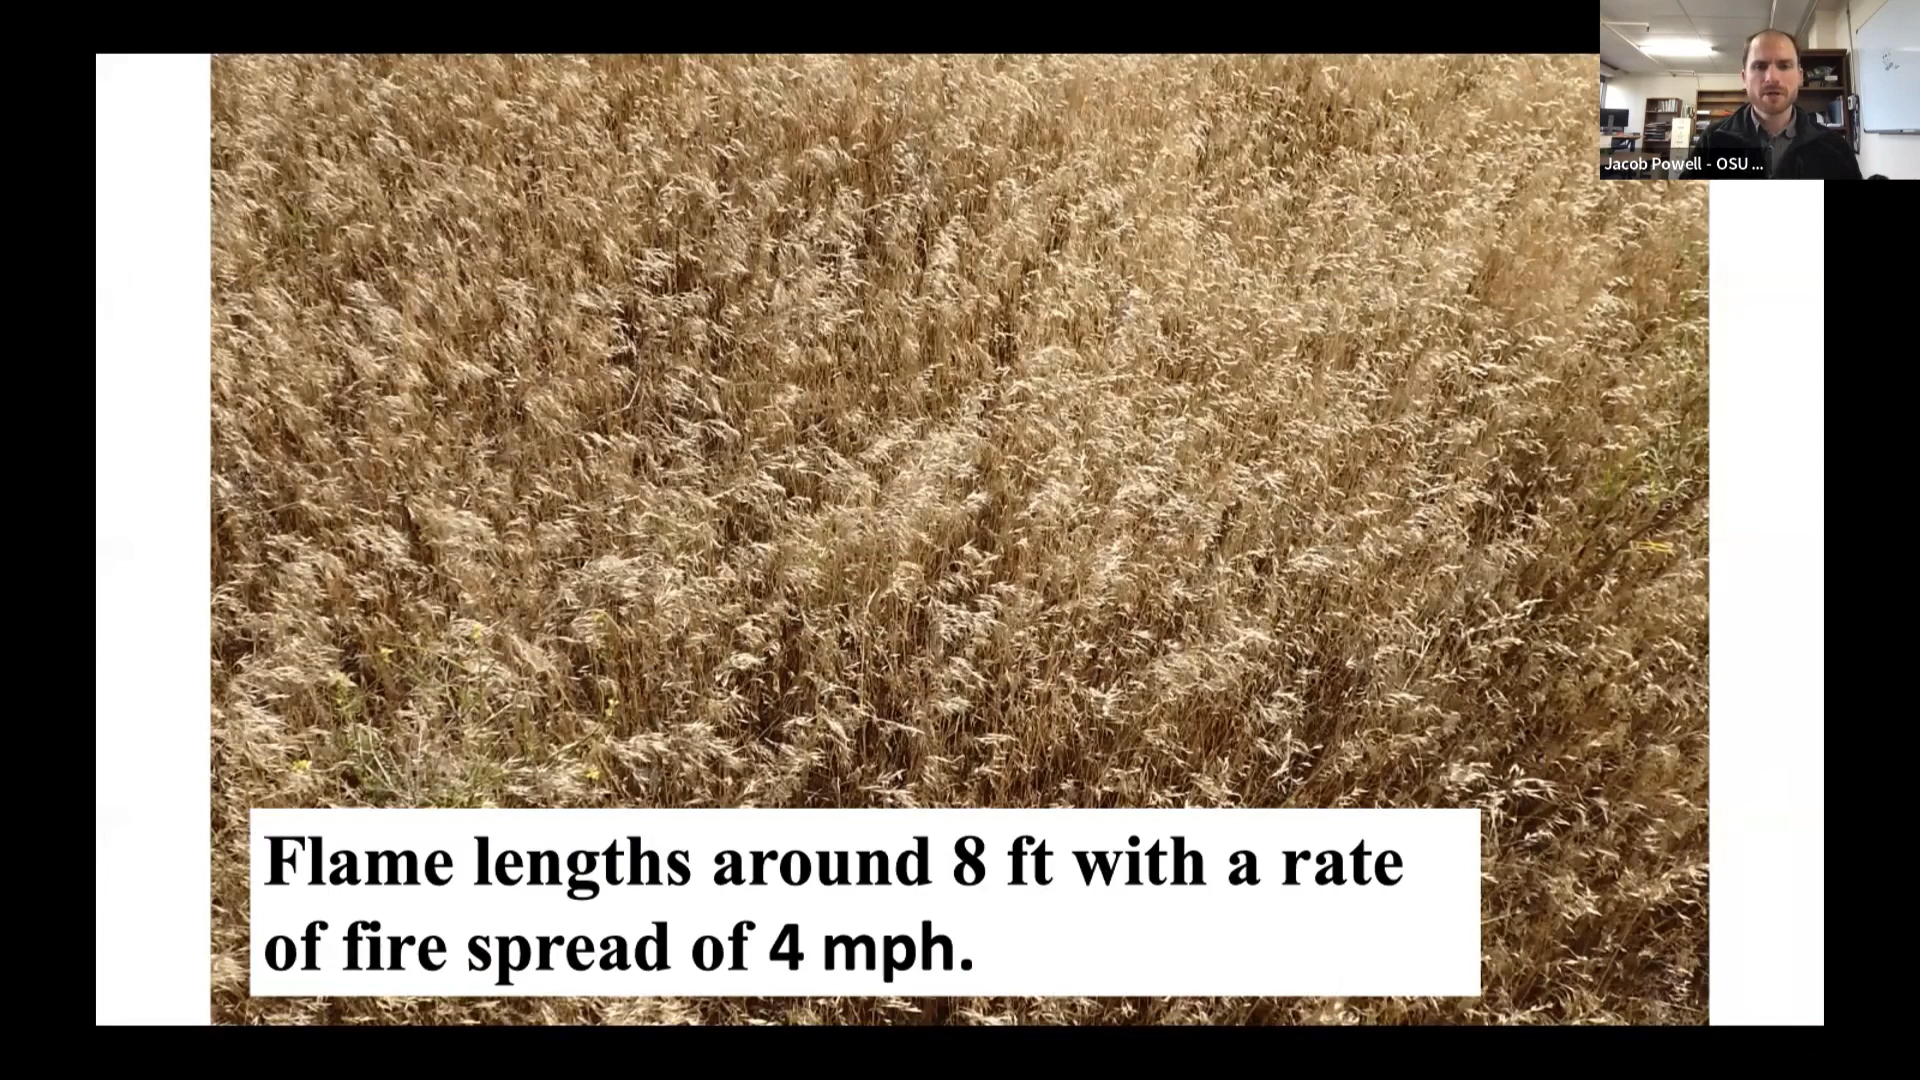 Jacob Powell - OSU ...
Flame lengths around 8 ft with a rate
of fire spread of 4 mph.